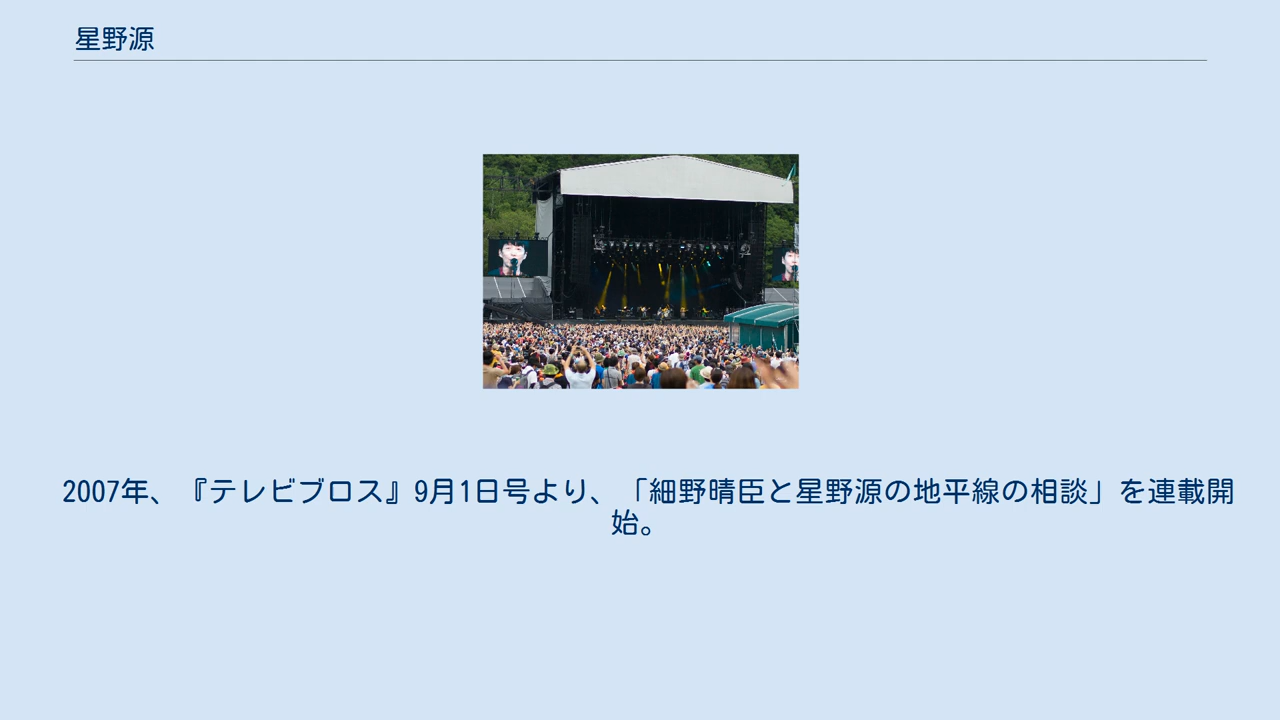 星野源
2007年、『テレビブロス』9月1日号より、「細野晴臣と星野源の地平線の相談」を連載開
始。